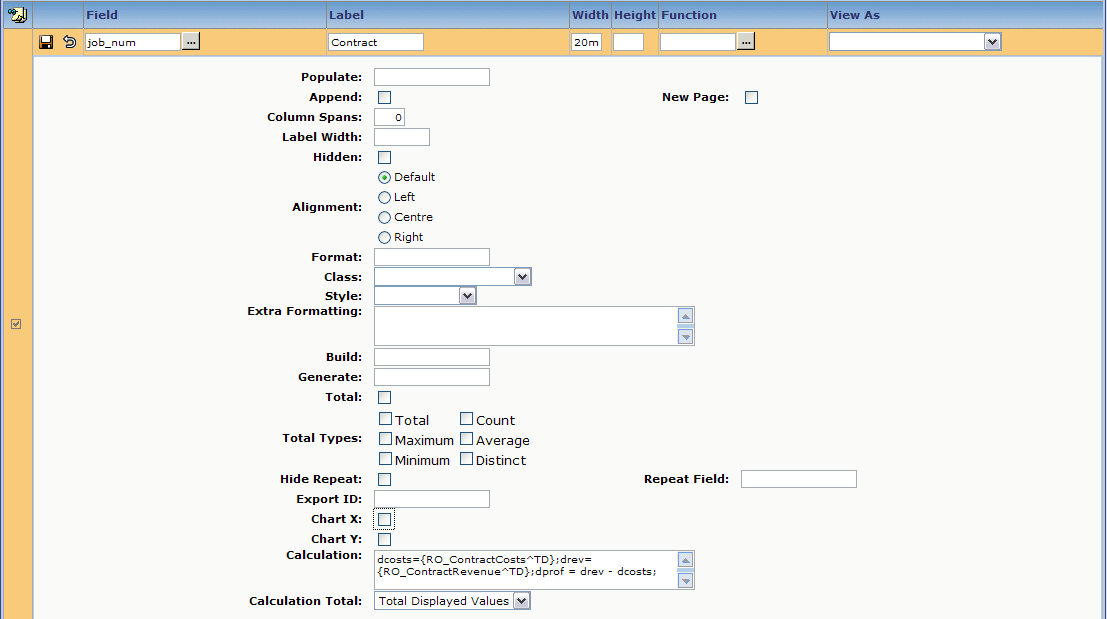 Field Label Width Height Function View As
job_num ... Contract 20m ...
Populate:
Append: New Page:
Column Spans: 0
Label Width:
Hidden:
Default
Left
Alignment:
Centre
Right
Format:
Class:
Style:
Extra Formatting:
Build:
Generate:
Total:
Total Count
Total Types:
Maximum Average
Minimum Distinct
Hide Repeat: Repeat Field:
Export ID:
Chart X:
Chart Y:
Calculation: dcosts={RO_ContractCosts^TD};drev=
{RO_ContractRevenue^TD};dprof = drev - dcosts;
Calculation Total: Total Displayed Values